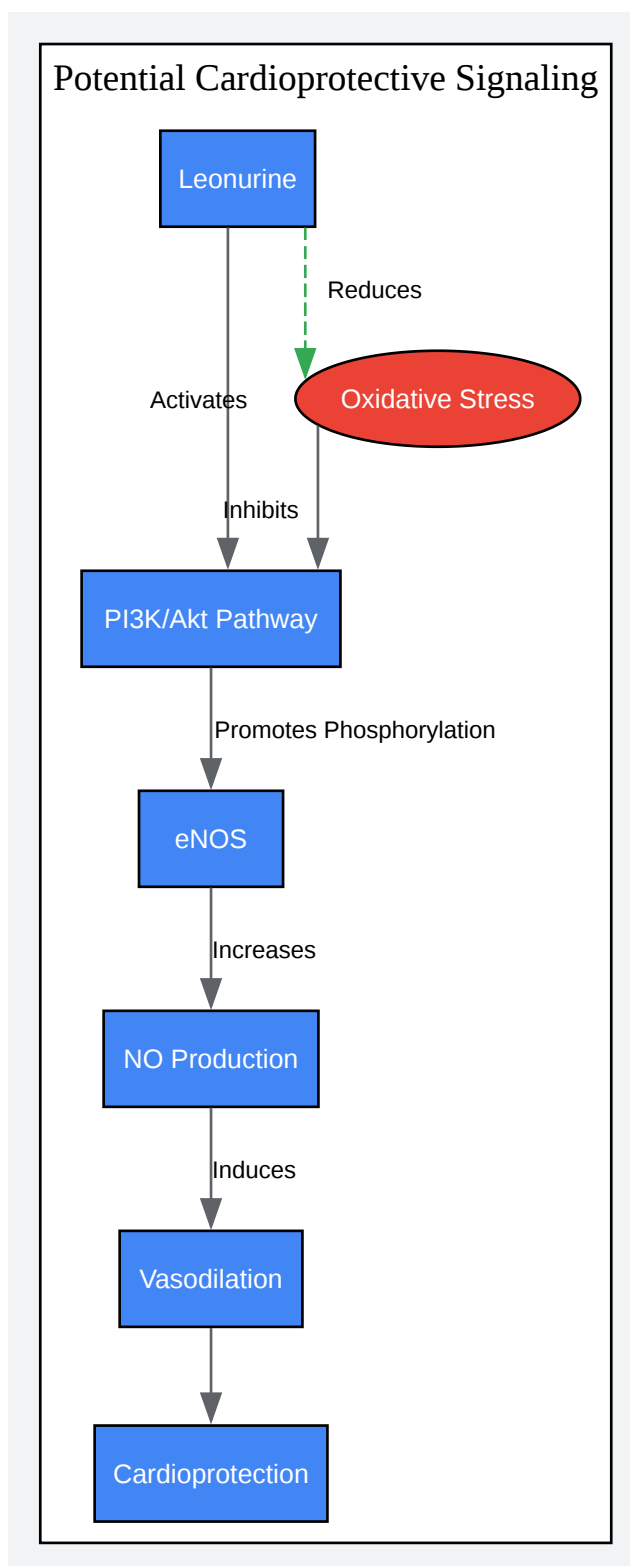 Potential Cardioprotective Signaling
Leonurine
Reduces
Activates
Oxidative Stress
Inhibits
PI3K/Akt Pathway
Promotes Phosphorylation
eNOS
Increases
NO Production
Induces
Vasodilation
Cardioprotection